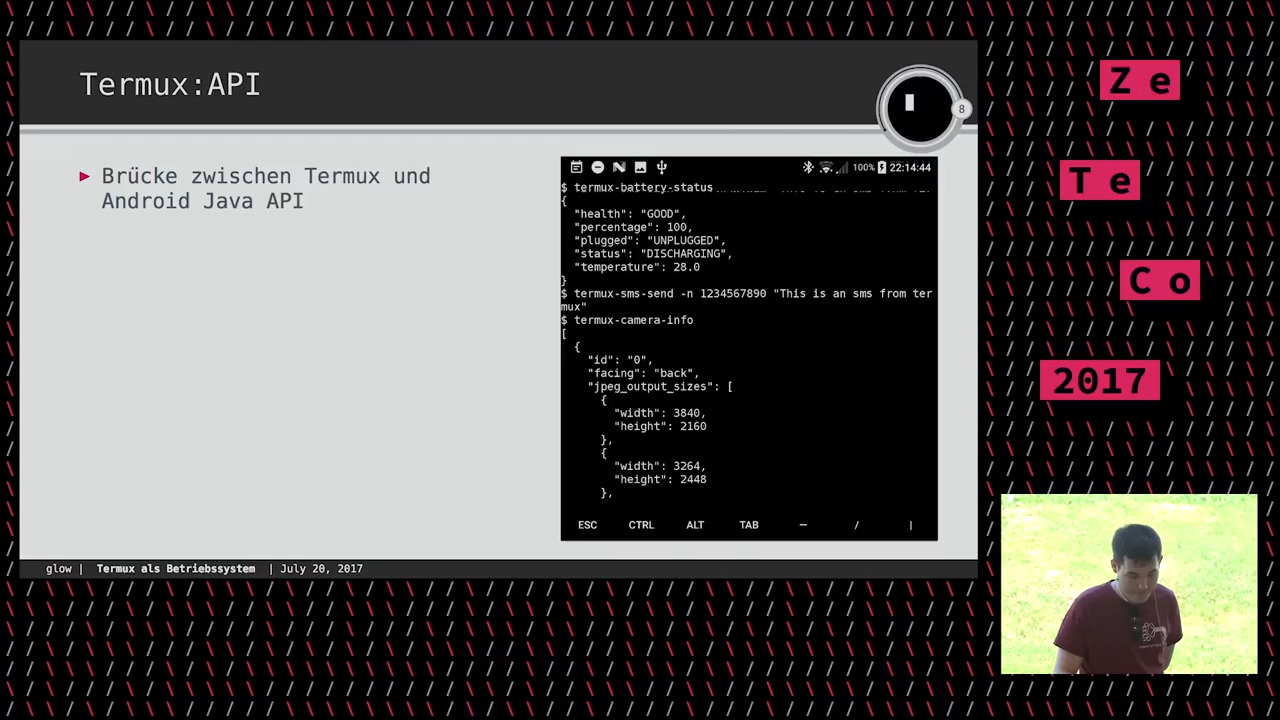 Termux:API
8
▶ Brücke zwischen Termux und
Android Java API
100% 22:14:44
$ termux-battery-status
{
"health": "GOOD",
"percentage": 100,
"plugged": "UNPLUGGED",
"status": "DISCHARGING",
"temperature": 28.0
}
$ termux-sms-send -n 1234567890 "This is an sms from ter
mux"
$ termux-camera-info
[
{
"id": "0",
"facing": "back",
"jpeg_output_sizes": [
{
"width": 3840,
"height": 2160
},
{
"width": 3264,
"height": 2448
},
ESC CTRL ALT TAB — / |
glow | Termux als Betriebssystem | July 20, 2017
Z e
T e
C o
2017